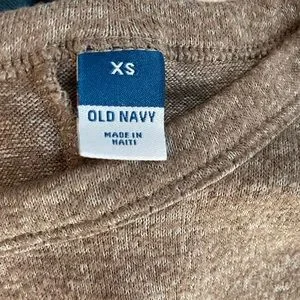 XS
OLD NAVY
MADE IN
HAITI